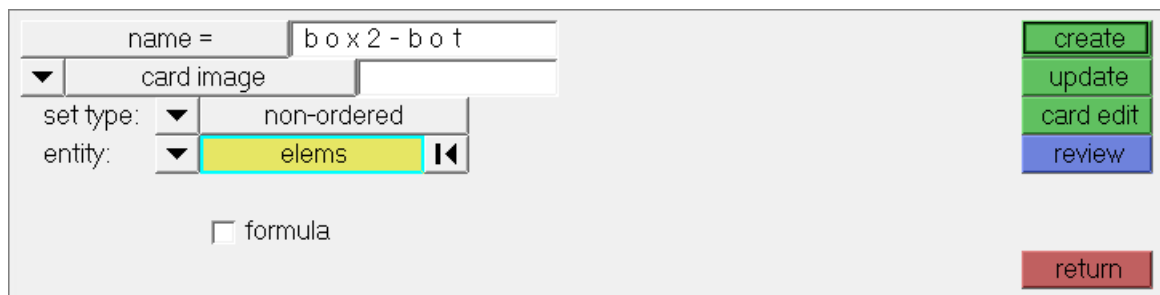 name = box2-bot create
card image update
set type: non-ordered card edit
entity: elems review
formula
return